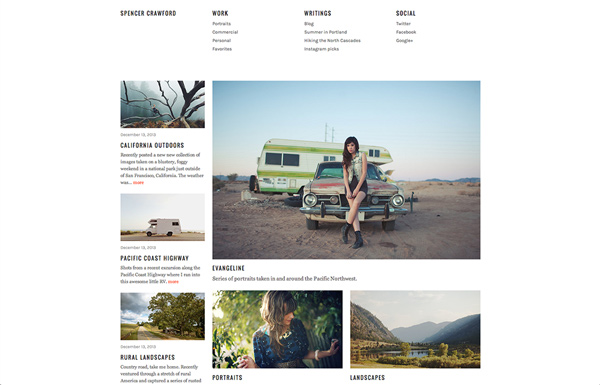 SPENCER CRAWFORD
WORK
Portraits
Commercial
Personal
Favorites
WRITINGS
Blog
Summer in Portland
Hiking the North Cascades
Instagram picks
SOCIAL
Twitter
Facebook
Google+
December 13, 2013
CALIFORNIA OUTDOORS
Recently posted a new new collection of
images taken on a blustery, foggy
weekend in a national park just outside
of San Francisco, California. The weather
was... more
December 13, 2013
PACIFIC COAST HIGHWAY
Shots from a recent excursion along the
Pacific Coast Highway where I ran into
this awesome little RV. more
December 13, 2013
RURAL LANDSCAPES
Country road, take me home. Recently
ventured through a stretch of rural
America and captured a series of rusted
EVANGELINE
Series of portraits taken in and around the Pacific Northwest.
PORTRAITS
LANDSCAPES